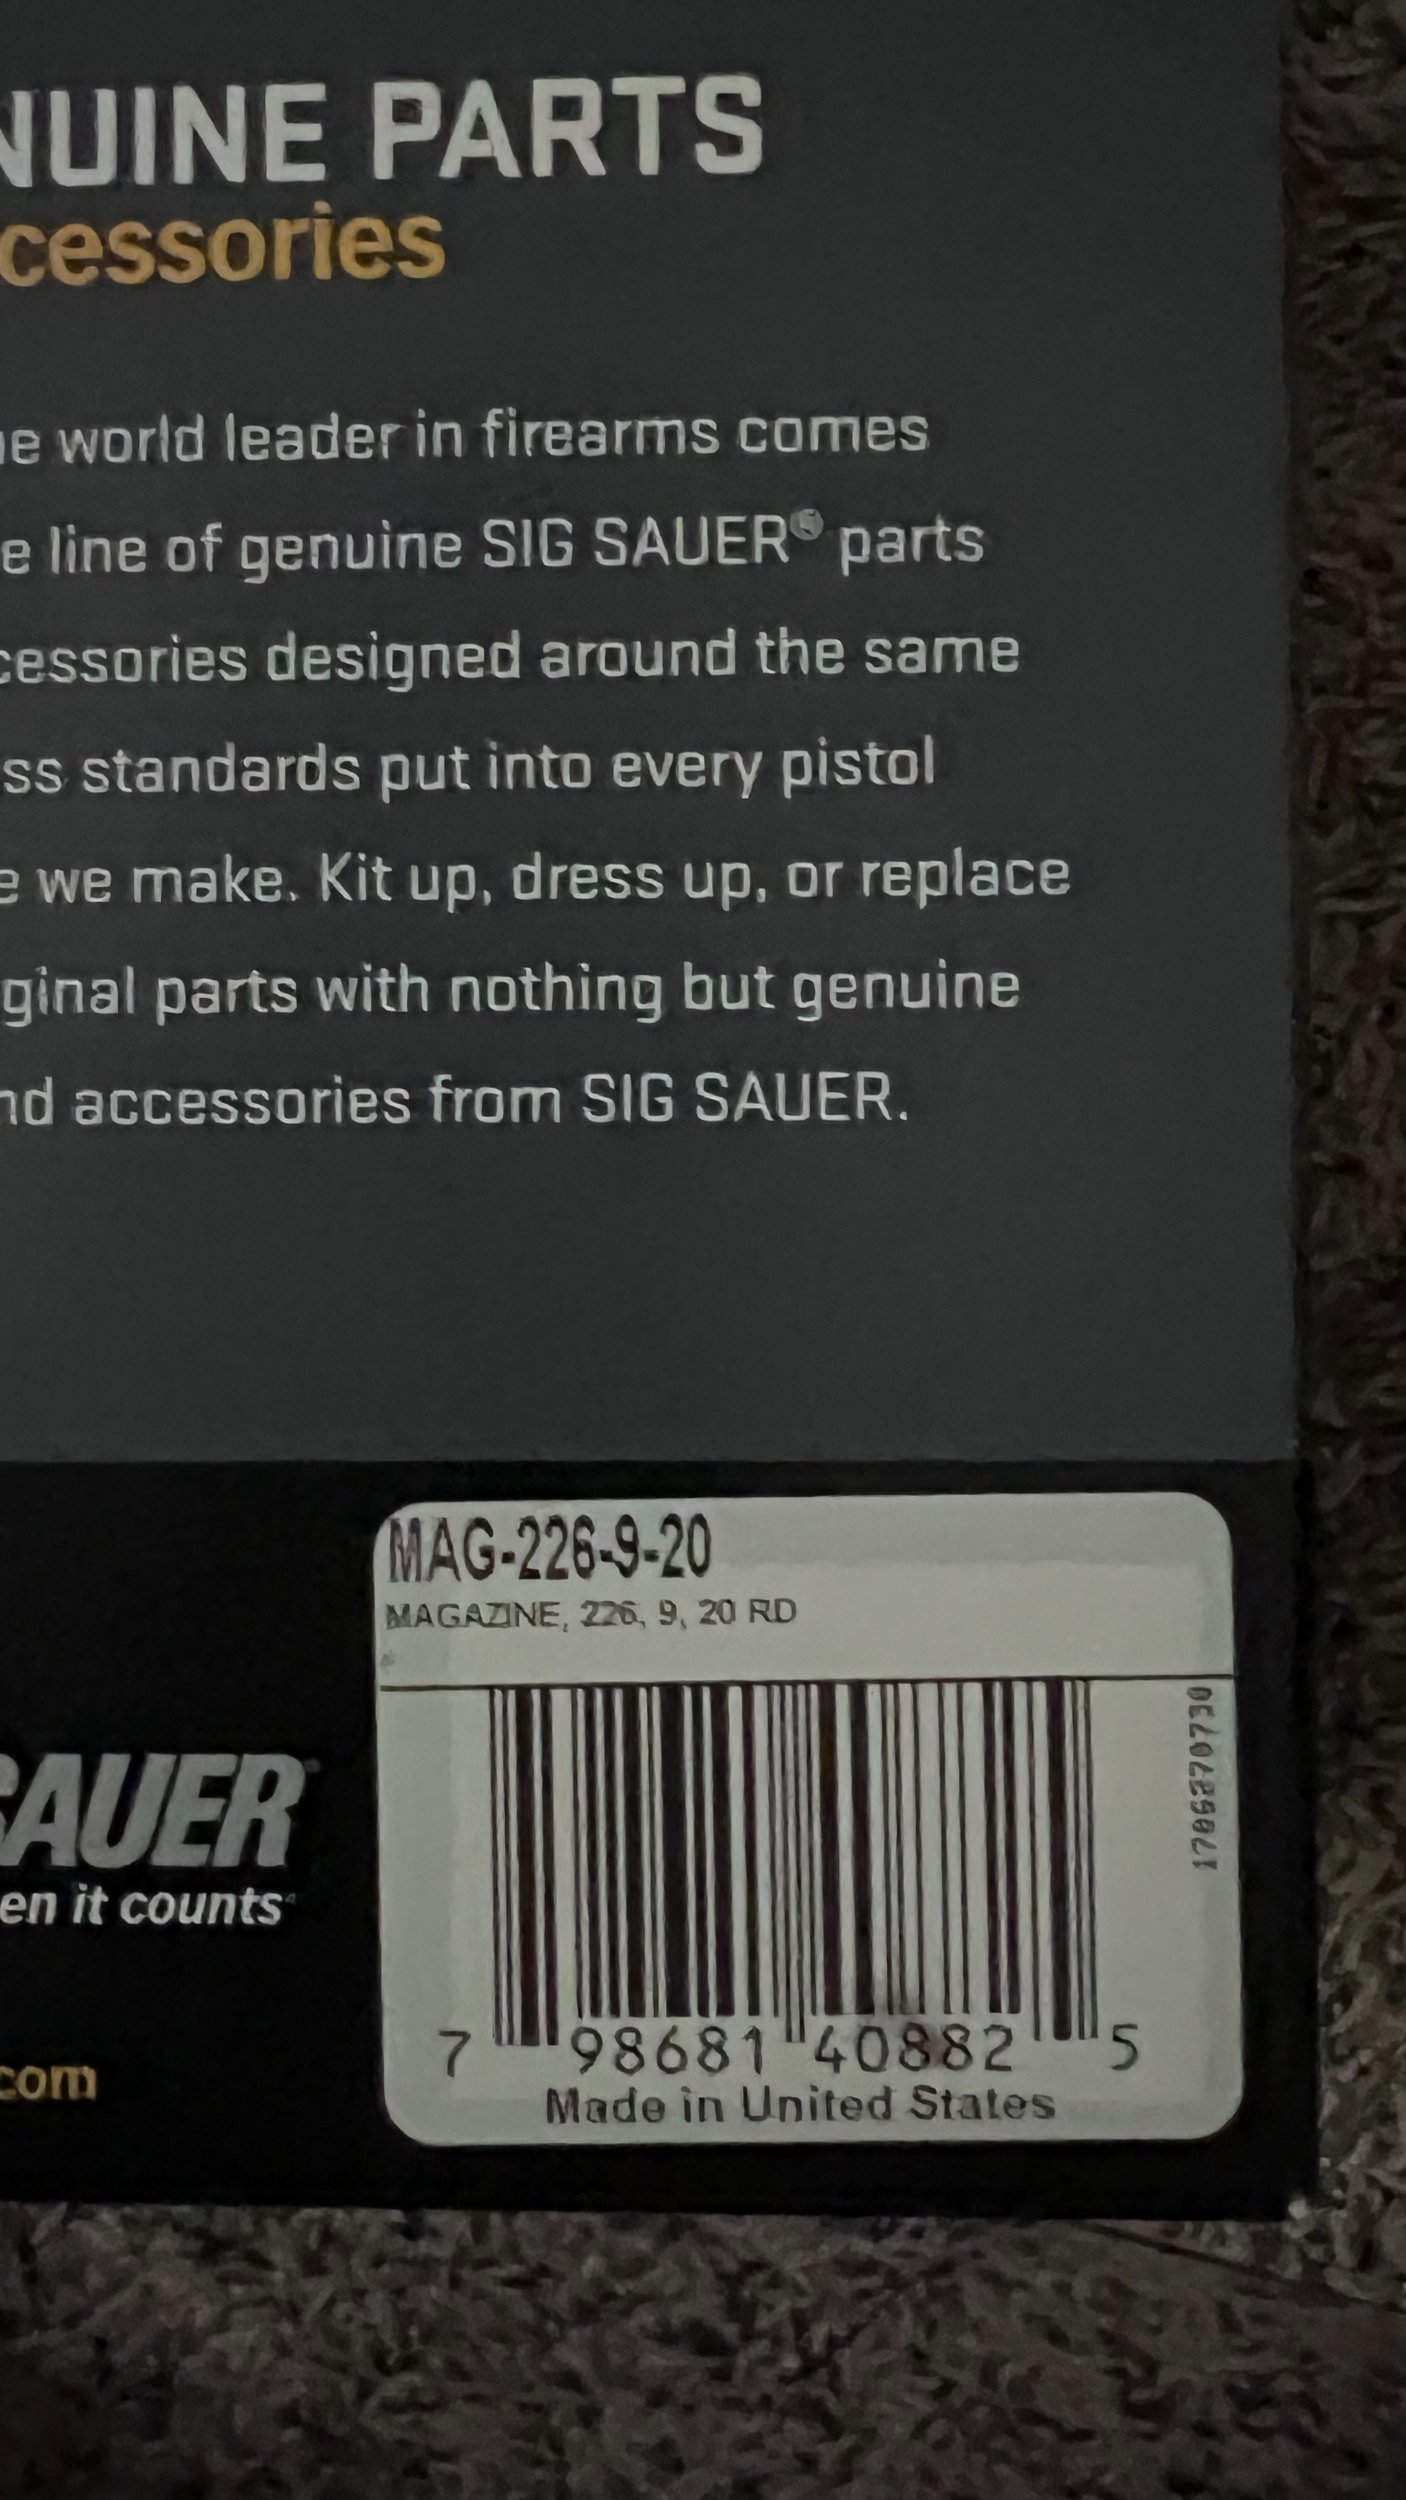 NUINE PARTS
cessories
e world leader in firearms comes
e line of genuine SIG SAUER® parts
cessories designed around the same
ss standards put into every pistol
e we make. Kit up, dress up, or replace
ginal parts with nothing but genuine
nd accessories from SIG SAUER.
MAG-226-9-20
MAGAZINE, 226, 9, 20 RD
SAUER
en it counts
com
7 98681 40882 5
Made in United States